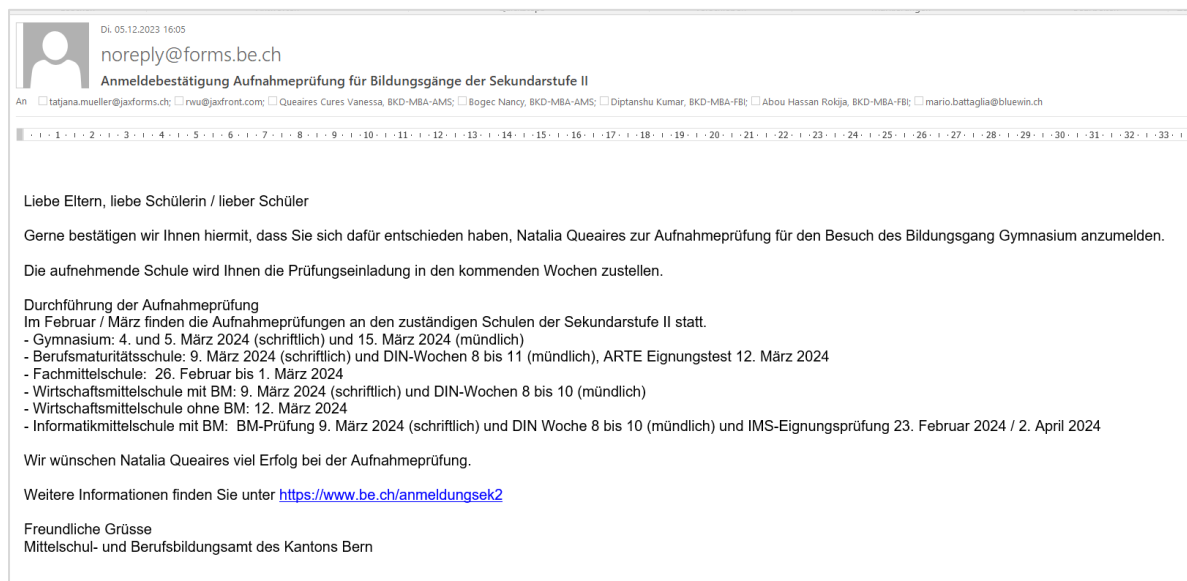 Di. 05.12.2023 16:05
noreply@forms.be.ch
Anmeldebestätigung Aufnahmeprüfung für Bildungsgänge der Sekundarstufe II
An tatjana.mueller@jaxforms.ch; rwu@jaxfront.com; Queaires Cures Vanessa, BKD-MBA-AMS; Bogec Nancy, BKD-MBA-AMS; Diptanshu Kumar, BKD-MBA-FBI; Abou Hassan Rokija, BKD-MBA-FBI; mario.battaglia@bluewin.ch
1 2 3 4 5 6 7 8 9 10 11 12 13 14 15 16 17 18 19 20 21 22 23 24 25 26 27 28 29 30 31 32 33
Liebe Eltern, liebe Schülerin / lieber Schüler
Gerne bestätigen wir Ihnen hiermit, dass Sie sich dafür entschieden haben, Natalia Queaires zur Aufnahmeprüfung für den Besuch des Bildungsgang Gymnasium anzumelden.
Die aufnehmende Schule wird Ihnen die Prüfungseinladung in den kommenden Wochen zustellen.
Durchführung der Aufnahmeprüfung
Im Februar / März finden die Aufnahmeprüfungen an den zuständigen Schulen der Sekundarstufe II statt.
- Gymnasium: 4. und 5. März 2024 (schriftlich) und 15. März 2024 (mündlich)
- Berufsmaturitätsschule: 9. März 2024 (schriftlich) und DIN-Wochen 8 bis 11 (mündlich), ARTE Eignungstest 12. März 2024
- Fachmittelschule: 26. Februar bis 1. März 2024
- Wirtschaftsmittelschule mit BM: 9. März 2024 (schriftlich) und DIN-Wochen 8 bis 10 (mündlich)
- Wirtschaftsmittelschule ohne BM: 12. März 2024
- Informatikmittelschule mit BM: BM-Prüfung 9. März 2024 (schriftlich) und DIN Woche 8 bis 10 (mündlich) und IMS-Eignungsprüfung 23. Februar 2024 / 2. April 2024
Wir wünschen Natalia Queaires viel Erfolg bei der Aufnahmeprüfung.
Weitere Informationen finden Sie unter https://www.be.ch/anmeldungsek2
Freundliche Grüsse
Mittelschul- und Berufsbildungsamt des Kantons Bern